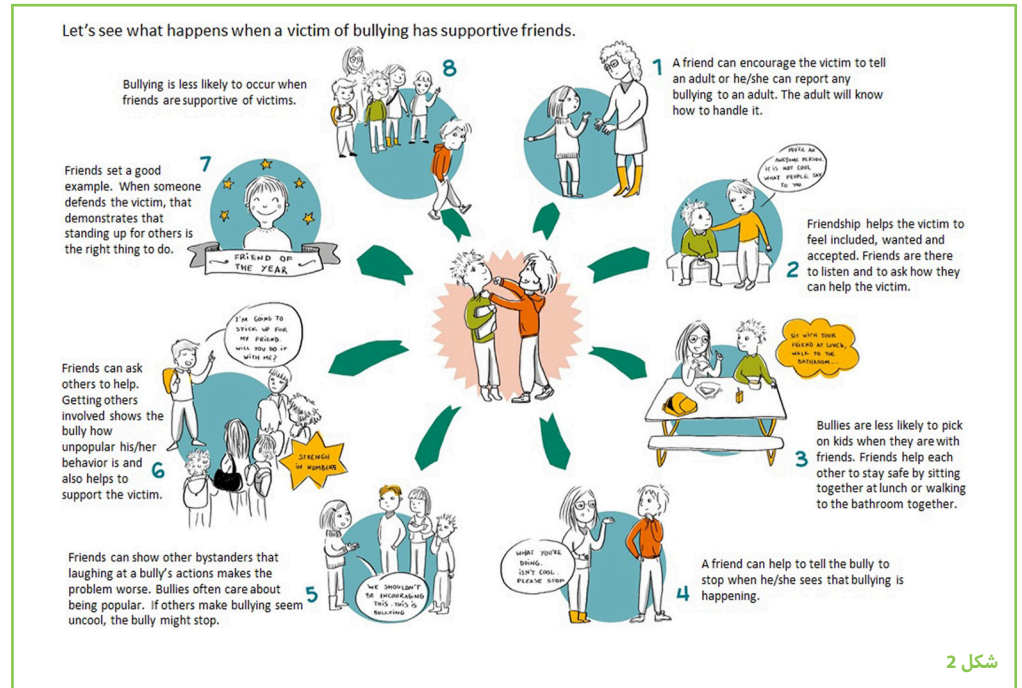 Let's see what happens when a victim of bullying has supportive friends.
1
A friend can encourage the victim to tell
an adult or he/she can report any
bullying to an adult. The adult will know
how to handle it.
YOU'RE AN
AWESOME PERSON.
IT IS NOT COOL
WHAT PEOPLE SAY
TO YOU
2
Friendship helps the victim to
feel included, wanted and
accepted. Friends are there
to listen and to ask how they
can help the victim.
SIT WITH YOUR
FRIEND AT LUNCH,
WALK TO THE
BATHROOM...
3
Bullies are less likely to pick
on kids when they are with
friends. Friends help each
other to stay safe by sitting
together at lunch or walking
to the bathroom together.
WHAT YOU'RE
DOING.
ISN'T COOL.
PLEASE STOP
4
A friend can help to tell the bully to
stop when he/she sees that bullying is
happening.
5
Friends can show other bystanders that
laughing at a bully's actions makes the
problem worse. Bullies often care about
being popular. If others make bullying seem
uncool, the bully might stop.
WE SHOULDN'T
BE ENCOURAGING
THIS. THIS IS
BULLYING
6
Friends can ask
others to help.
Getting others
involved shows the
bully how
unpopular his/her
behavior is and
also helps to
support the victim.
I'M GOING TO
STICK UP FOR
MY FRIEND.
WILL YOU DO IT
WITH ME?
STRENGH
IN NUMBERS
7
Friends set a good
example. When someone
defends the victim, that
demonstrates that
standing up for others is
the right thing to do.
FRIEND OF
THE YEAR
8
Bullying is less likely to occur when
friends are supportive of victims.
شكل 2